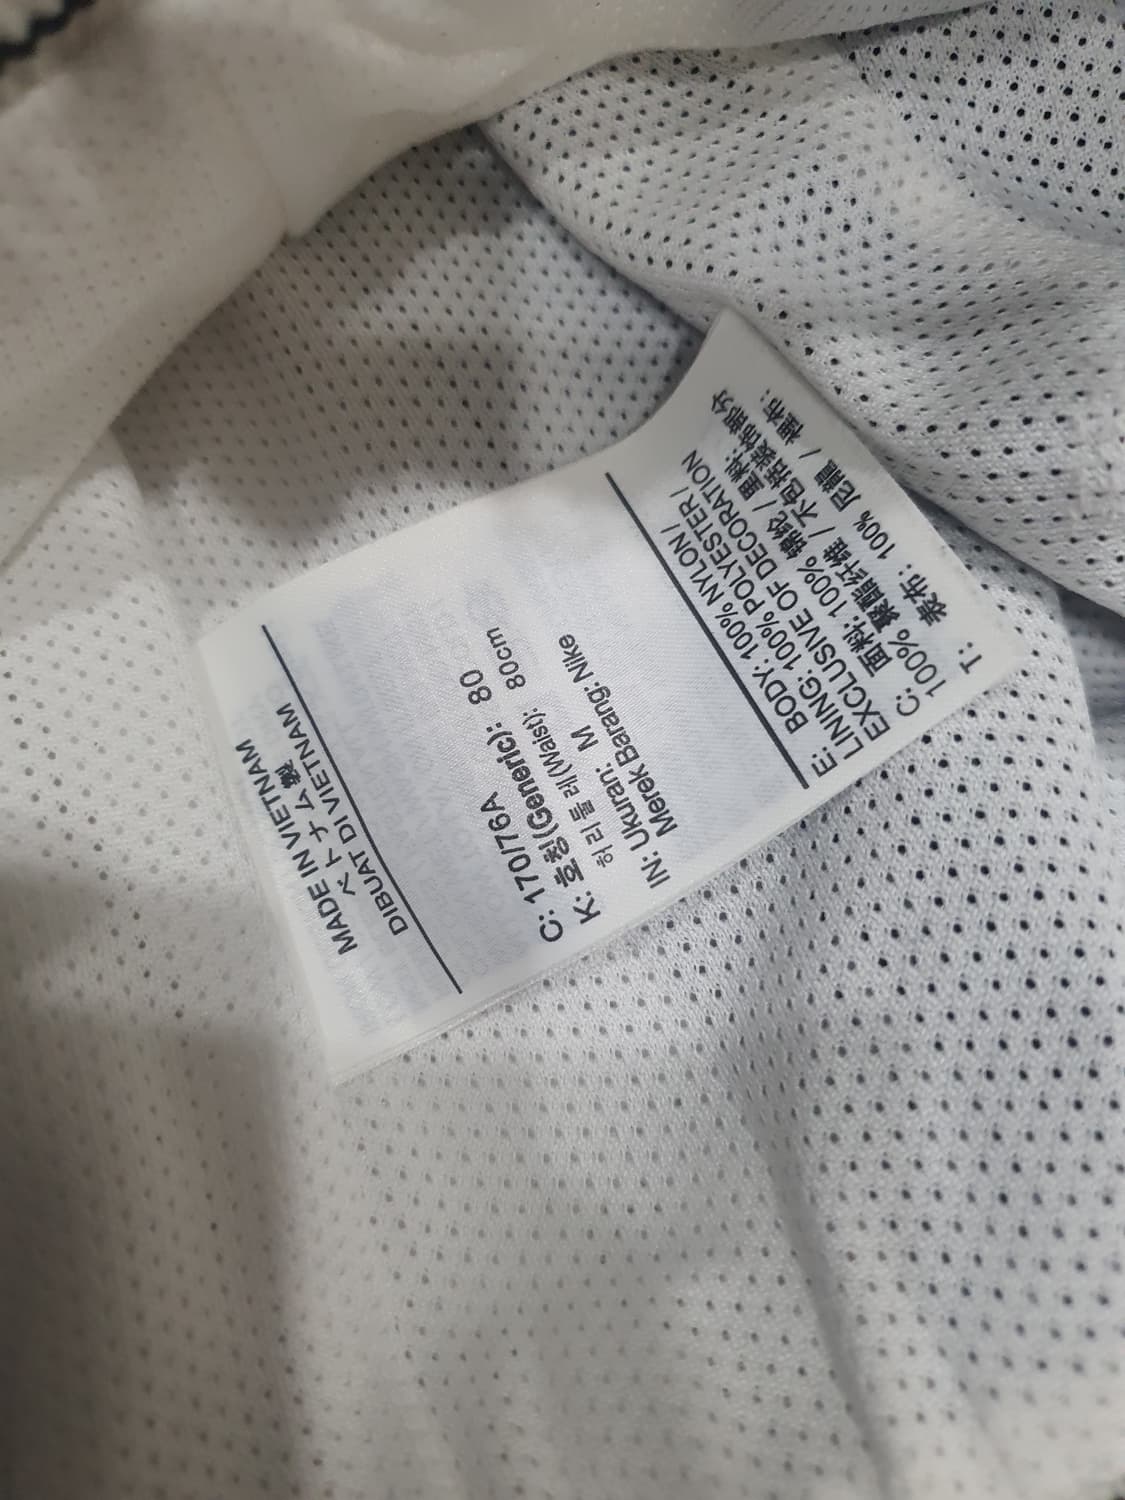 MADE IN VIETNAM
ベトナム製
DIBUAT DI VIETNAM
C: 170/76A
K: 호칭(Generic): 80
허리둘레(Waist): 80cm
IN: Ukuran: M
Merek Barang: Nike
E: BODY: 100% NYLON/
LINING: 100% POLYESTER/
EXCLUSIVE OF DECORATION
C: 面料: 100% 锦纶 / 里料:
100% 聚酯纤维 / 不包括装饰部分
T: 表布: 100% 尼龍 / 裡布: